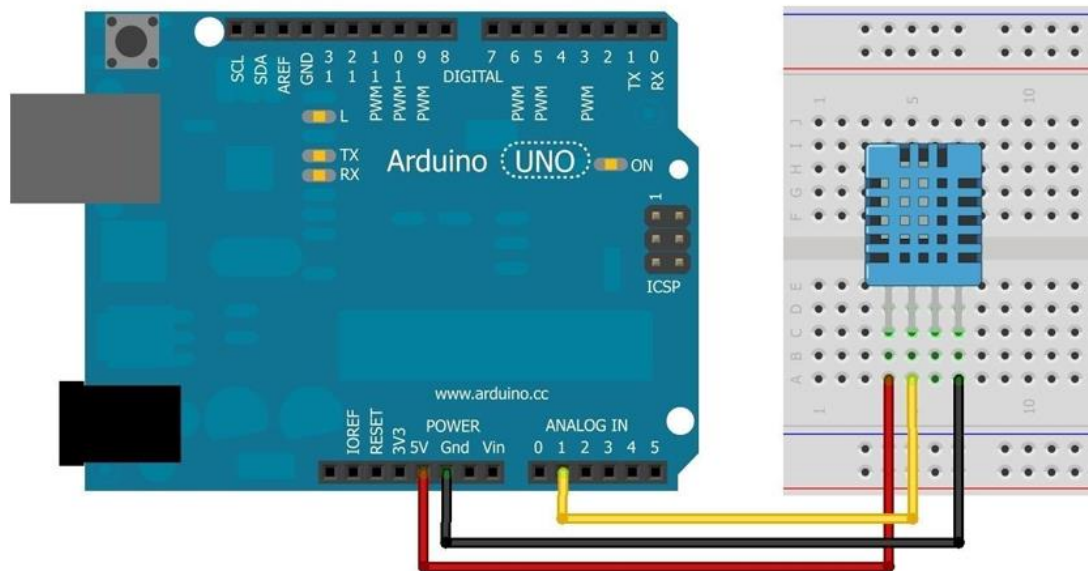 SCL
SDA
AREF
GND
13
12
PWM 11
PWM 10
PWM 9
8
DIGITAL
7
PWM 6
PWM 5
4
PWM 3
2
TX 1
RX 0
L
TX
RX
Arduino UNO
ON
1
ICSP
www.arduino.cc
POWER
ANALOG IN
IOREF
RESET
3V3
5V
Gnd
Vin
0 1 2 3 4 5
1 5 10
J
I
H
G
F
E
D
C
B
A
1 10